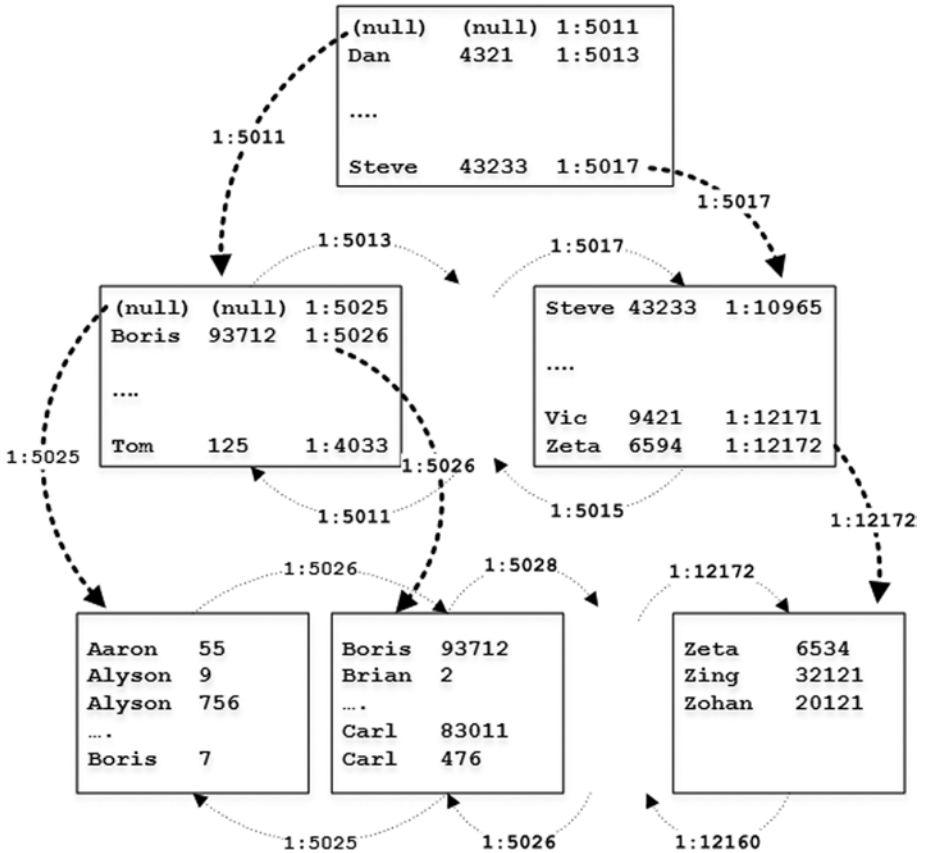 (null) (null) 1:5011
Dan 4321 1:5013
....
Steve 43233 1:5017
1:5011
1:5017
1:5013
1:5017
(null) (null) 1:5025
Boris 93712 1:5026
....
Tom 125 1:4033
Steve 43233 1:10965
....
Vic 9421 1:12171
Zeta 6594 1:12172
1:5025
1:5026
1:5011
1:5015
1:12172
1:5026
1:5028
1:12172
Aaron 55
Alyson 9
Alyson 756
....
Boris 7
Boris 93712
Brian 2
....
Carl 83011
Carl 476
Zeta 6534
Zing 32121
Zohan 20121
1:5025
1:5026
1:12160